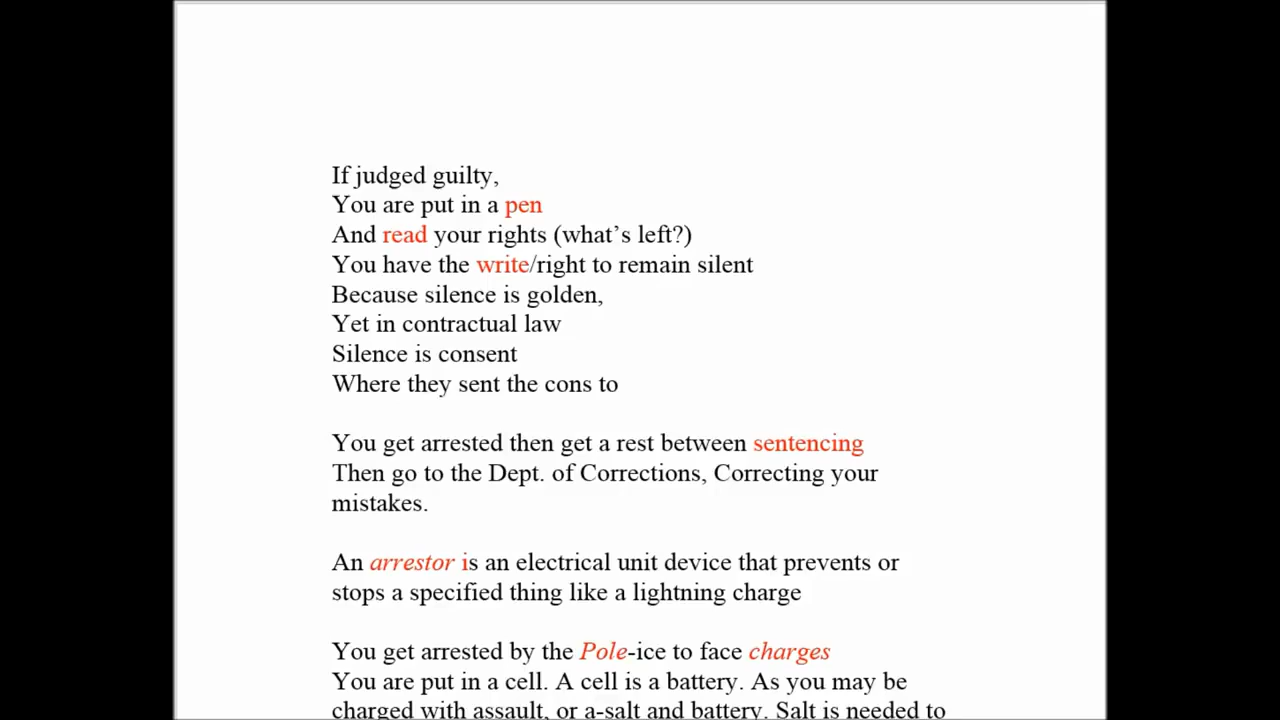 If judged guilty,
You are put in a pen
And read your rights (what’s left?)
You have the write/right to remain silent
Because silence is golden,
Yet in contractual law
Silence is consent
Where they sent the cons to
You get arrested then get a rest between sentencing
Then go to the Dept. of Corrections, Correcting your
mistakes.
An arrestor is an electrical unit device that prevents or
stops a specified thing like a lightning charge
You get arrested by the Pole-ice to face charges
You are put in a cell. A cell is a battery. As you may be
charged with assault, or a-salt and battery. Salt is needed to